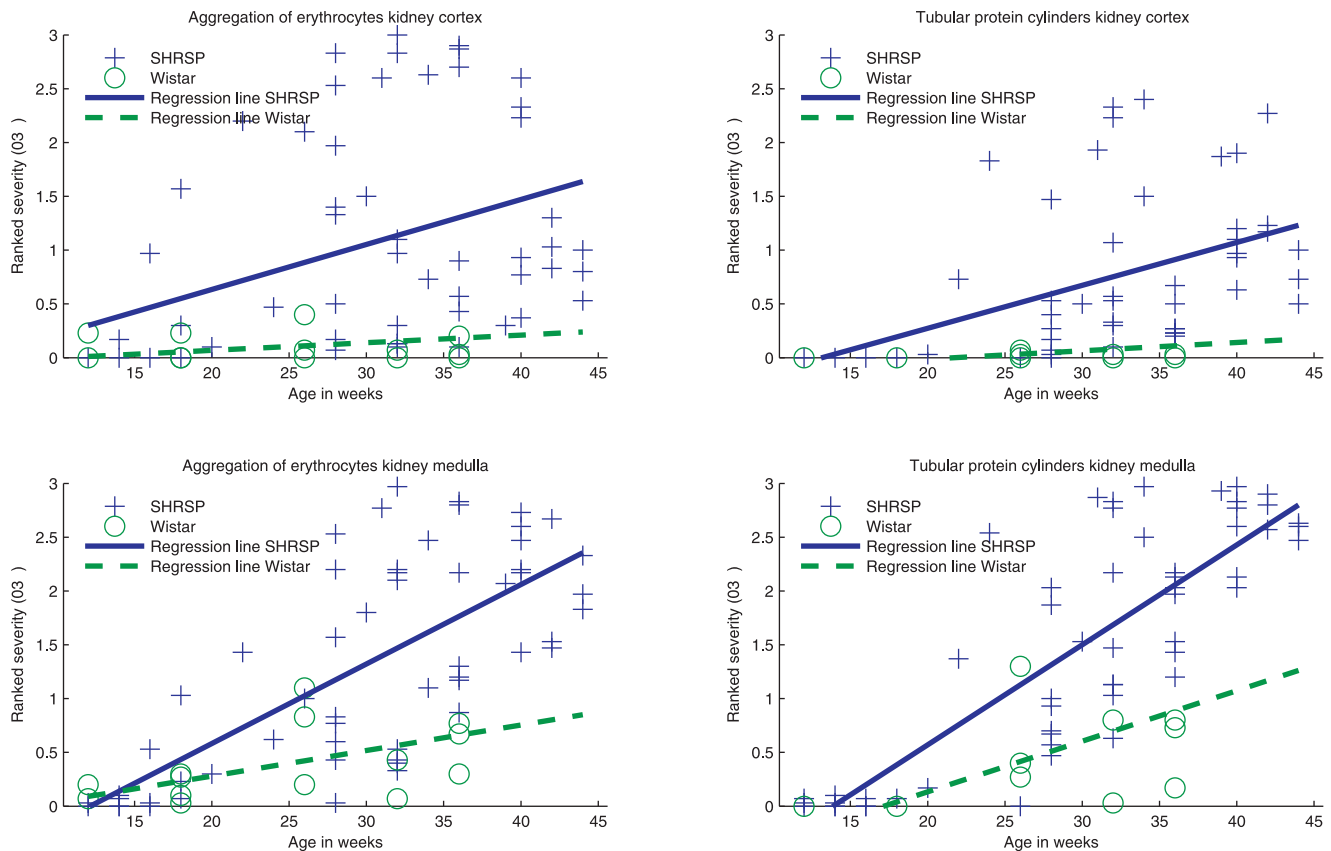 Aggregation of erythrocytes kidney cortex
3
2.5
2
1.5
1
0.5
0
Ranked severity (03 )
SHRSP
Wistar
Regression line SHRSP
Regression line Wistar
15 20 25 30 35 40 45
Age in weeks
Tubular protein cylinders kidney cortex
3
2.5
2
1.5
1
0.5
0
Ranked severity (03 )
SHRSP
Wistar
Regression line SHRSP
Regression line Wistar
15 20 25 30 35 40 45
Age in weeks
Aggregation of erythrocytes kidney medulla
3
2.5
2
1.5
1
0.5
0
Ranked severity (03 )
SHRSP
Wistar
Regression line SHRSP
Regression line Wistar
15 20 25 30 35 40 45
Age in weeks
Tubular protein cylinders kidney medulla
3
2.5
2
1.5
1
0.5
0
Ranked severity (03 )
SHRSP
Wistar
Regression line SHRSP
Regression line Wistar
15 20 25 30 35 40 45
Age in weeks